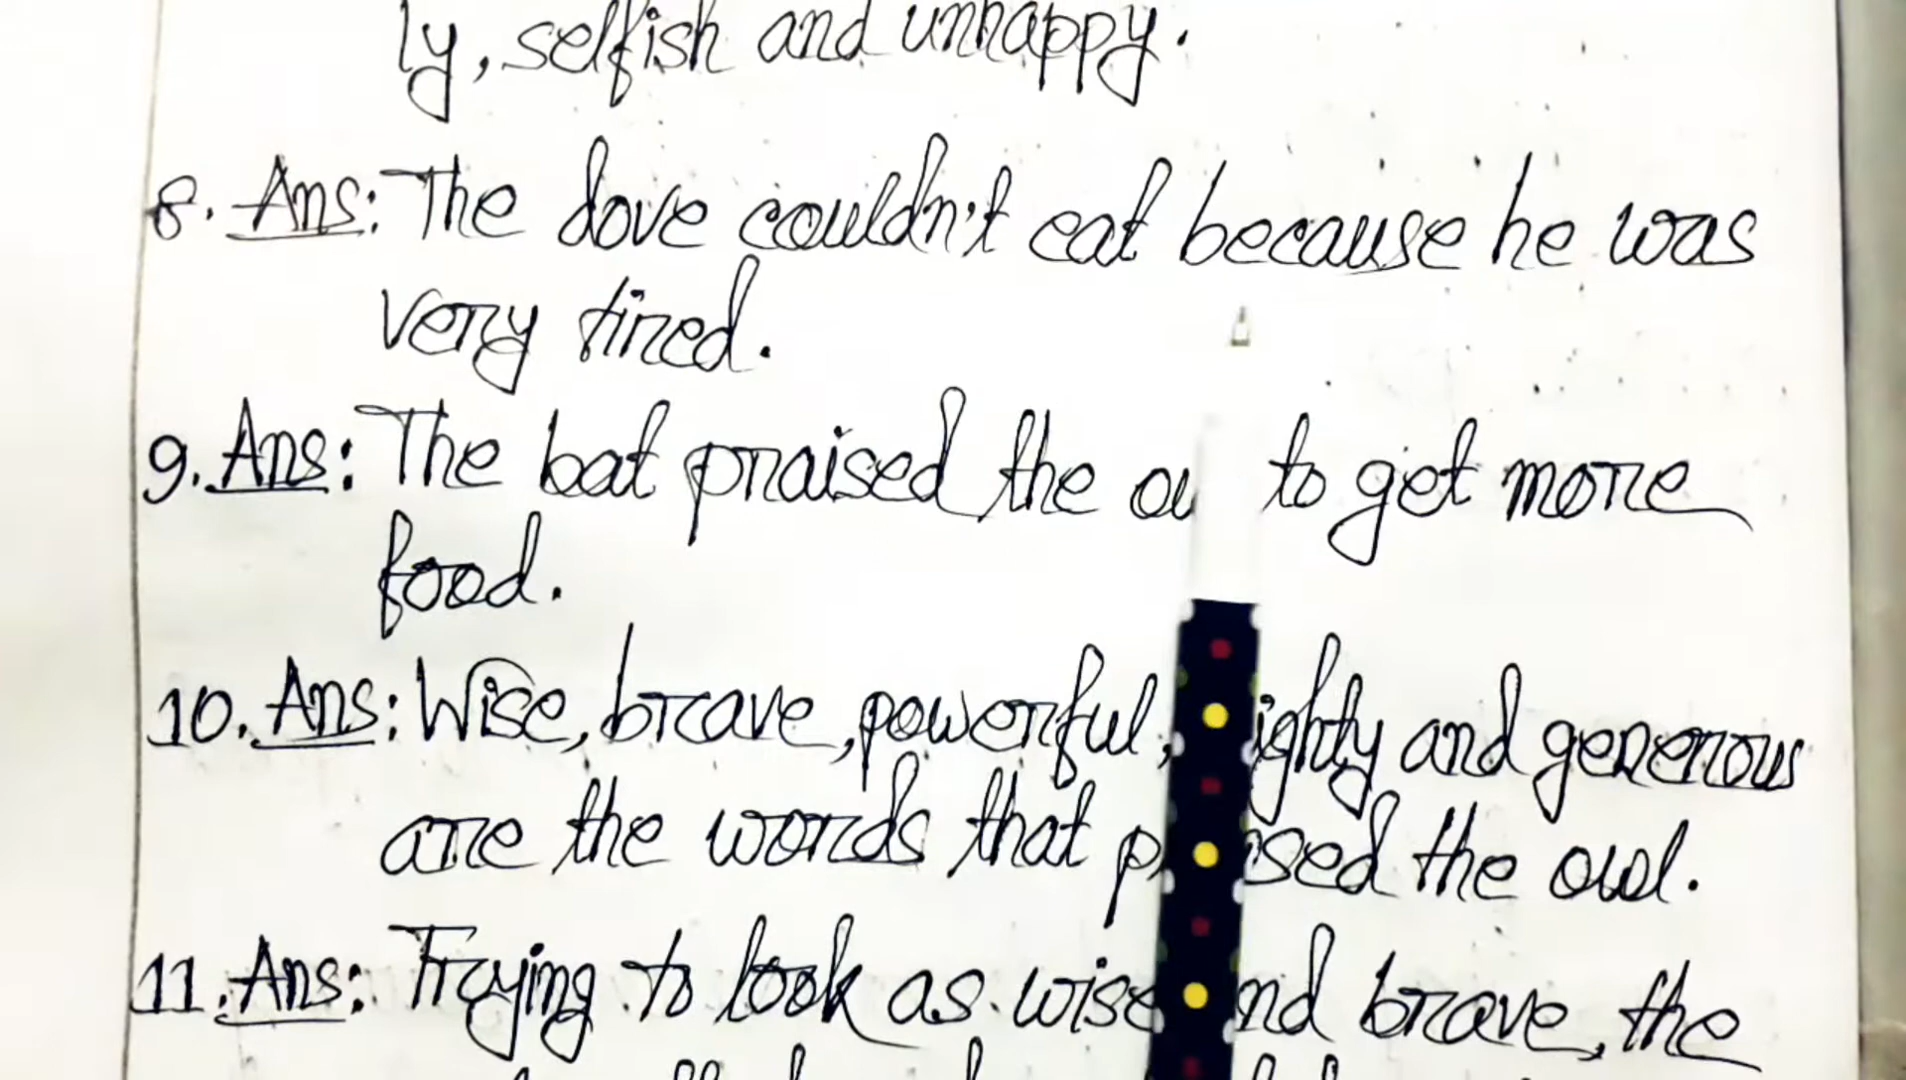 ly, selfish and unhappy.
8. Ans: The dove couldn't eat because he was
very tired.
9. Ans: The bat praised the to get more
food.
10. Ans: Wise, brave, powerful, and generous
are the words that the owl.
11. Ans: Trying to look as wise and brave, the